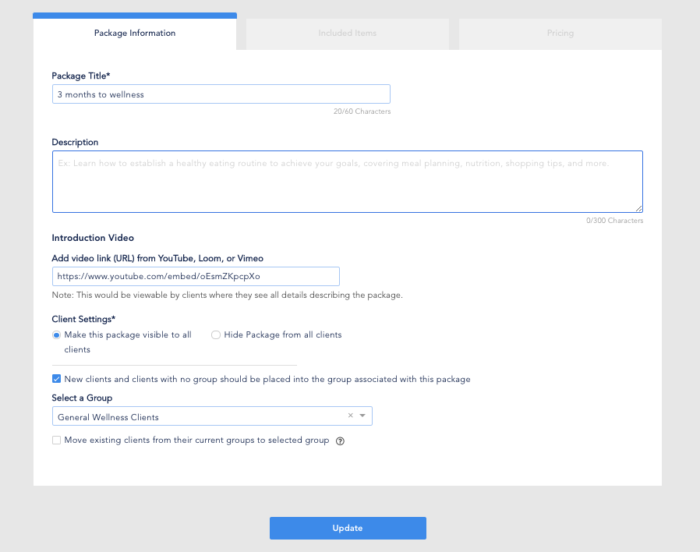 Package Information
Included Items
Pricing
Package Title*
3 months to wellness
20/60 Characters
Description
Ex: Learn how to establish a healthy eating routine to achieve your goals, covering meal planning, nutrition, shopping tips, and more.
0/300 Characters
Introduction Video
Add video link (URL) from YouTube, Loom, or Vimeo
https://www.youtube.com/embed/oEsmZKpcpXo
Note: This would be viewable by clients where they see all details describing the package.
Client Settings*
Make this package visible to all
clients
Hide Package from all clients
New clients and clients with no group should be placed into the group associated with this package
Select a Group
General Wellness Clients
×
Move existing clients from their current groups to selected group
?
Update